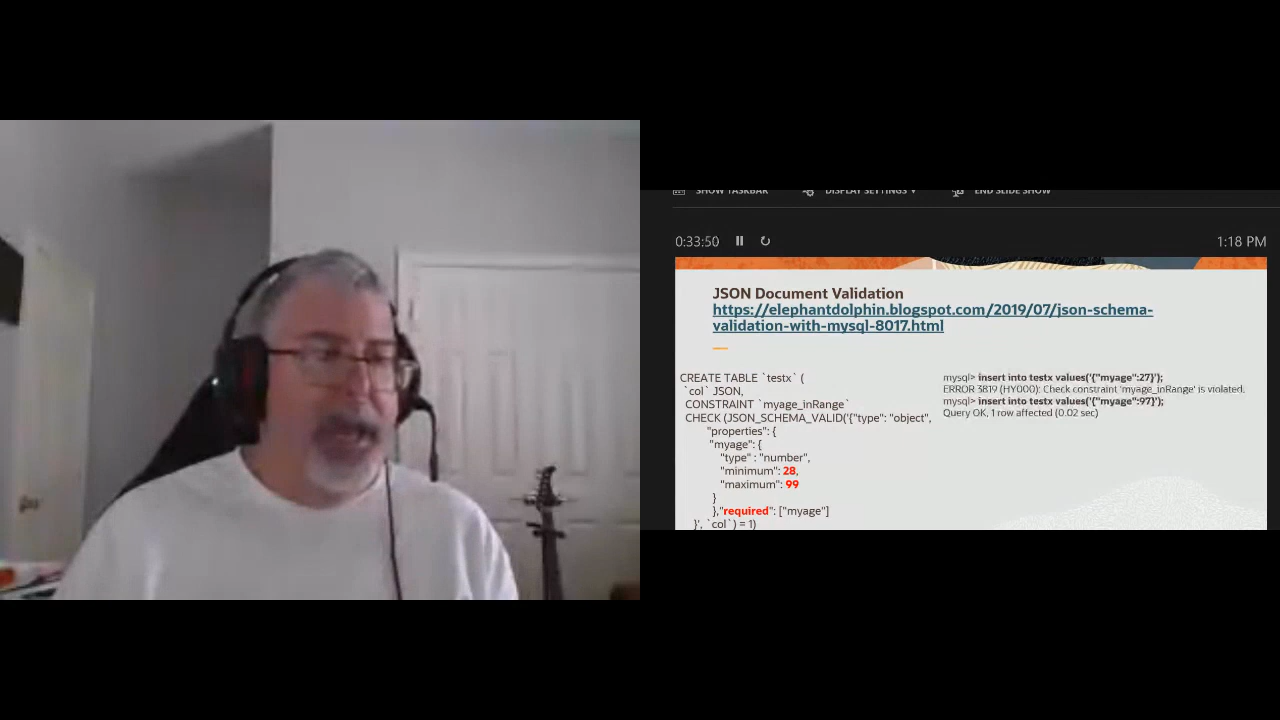 SHOW TASKBAR DISPLAY SETTINGS ▾ END SLIDE SHOW
0:33:50 1:18 PM
JSON Document Validation
https://elephantdolphin.blogspot.com/2019/07/json-schema-
validation-with-mysql-8017.html
CREATE TABLE `testx` (
`col` JSON,
CONSTRAINT `myage_inRange`
CHECK (JSON_SCHEMA_VALID('{"type": "object",
"properties": {
"myage": {
"type" : "number",
"minimum": 28,
"maximum": 99
}
},"required": ["myage"]
}', `col`) = 1)
mysql> insert into testx values('{"myage":27}');
ERROR 3819 (HY000): Check constraint 'myage_inRange' is violated.
mysql> insert into testx values('{"myage":97}');
Query OK, 1 row affected (0.02 sec)